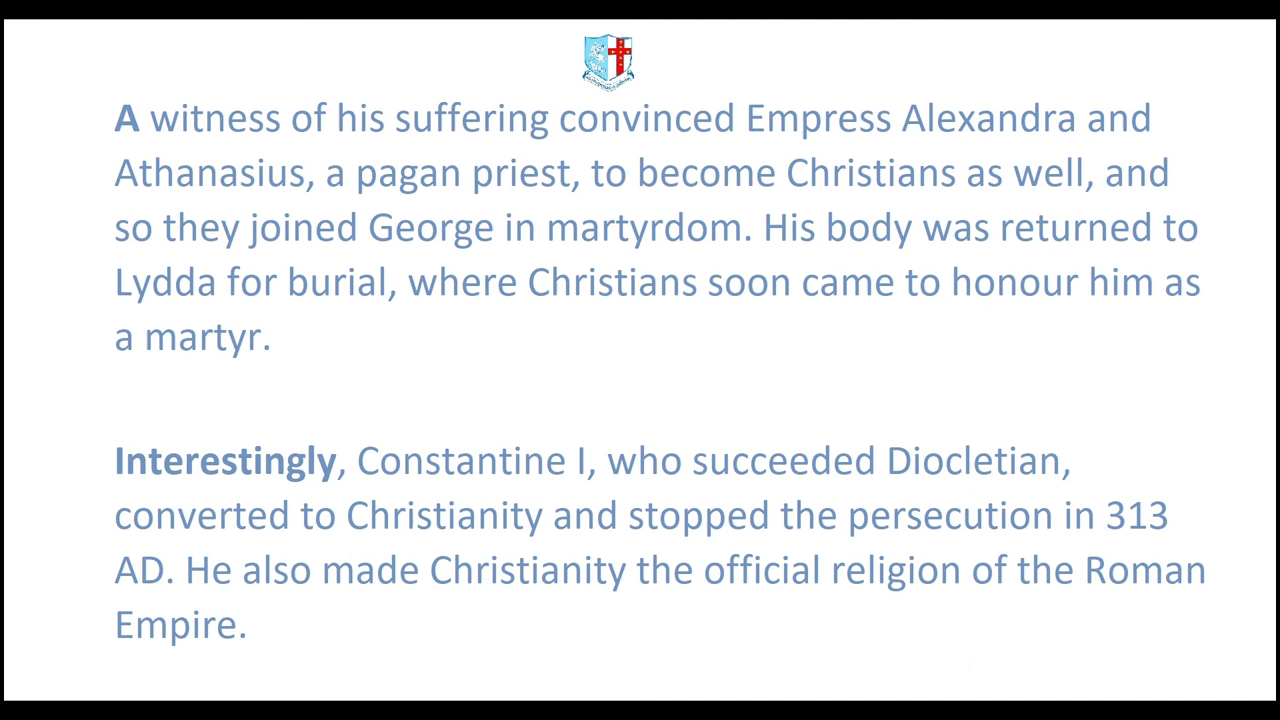 A witness of his suffering convinced Empress Alexandra and
Athanasius, a pagan priest, to become Christians as well, and
so they joined George in martyrdom. His body was returned to
Lydda for burial, where Christians soon came to honour him as
a martyr.
Interestingly, Constantine I, who succeeded Diocletian,
converted to Christianity and stopped the persecution in 313
AD. He also made Christianity the official religion of the Roman
Empire.